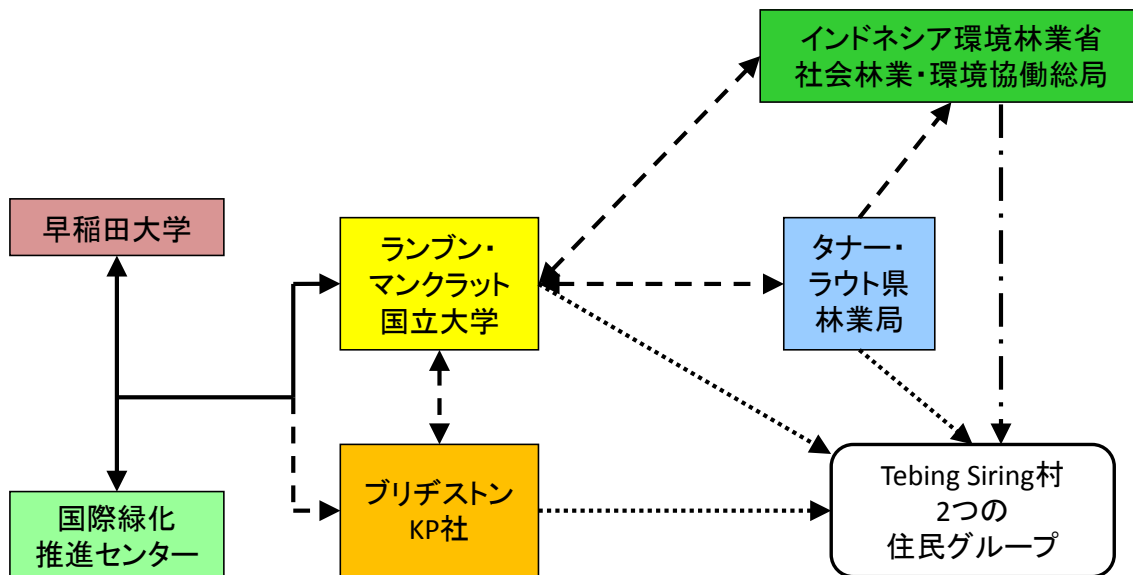 インドネシア環境林業省
社会林業・環境協働総局
早稲田大学
ランブン・
マンクラット
国立大学
タナー・
ラウト県
林業局
国際緑化
推進センター
ブリヂストン
KP社
Tebing Siring村
2つの
住民グループ